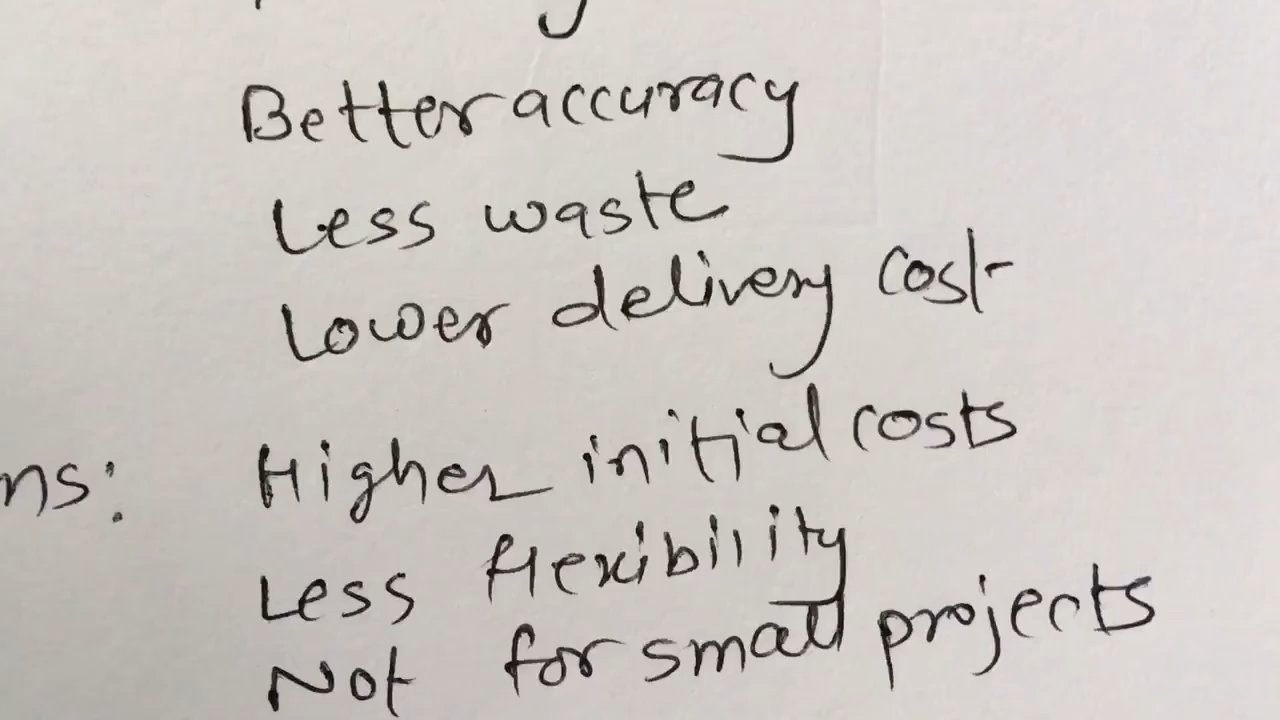 Better accuracy
Less waste
Lower delivery cost
ns: Higher initial costs
Less flexibility
Not for small projects